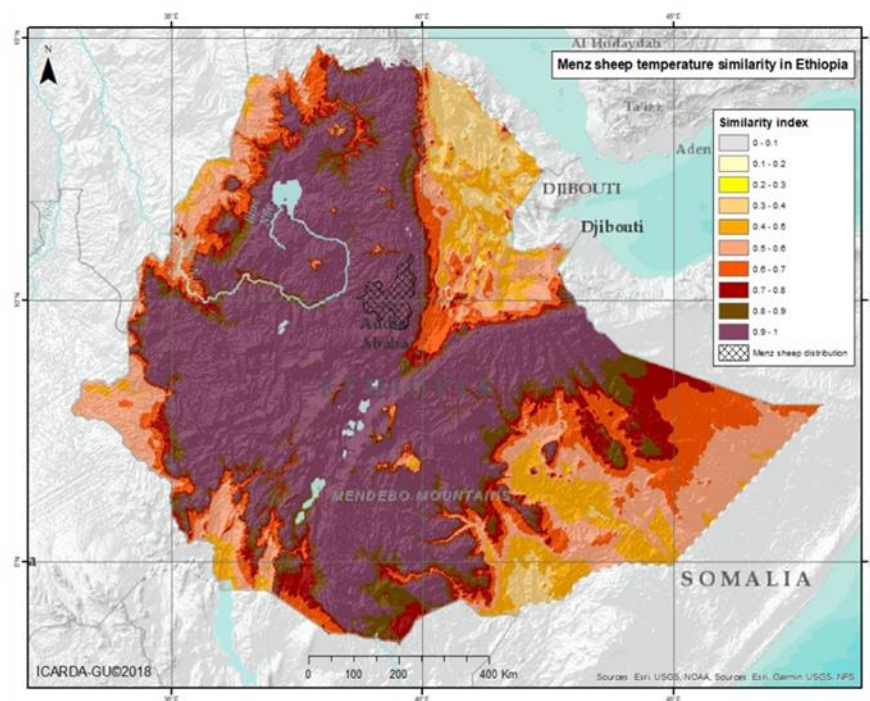 N
Al Hudaydah
Menz sheep temperature similarity in Ethiopia
Ta'izz
Similarity index
0 - 0.1
0.1 - 0.2
0.2 - 0.3
0.3 - 0.4
0.4 - 0.5
0.5 - 0.6
0.6 - 0.7
0.7 - 0.8
0.8 - 0.9
0.9 - 1
Menz sheep distribution
Aden
DJIBOUTI
Djibouti
Addis
Ababa
ETHIOPIA
MENDEBO MOUNTAINS
SOMALIA
0 100 200 400 Km
ICARDA-GU©2018
Sources: Esri, USGS, NOAA, Sources: Esri, Garmin, USGS, NPS